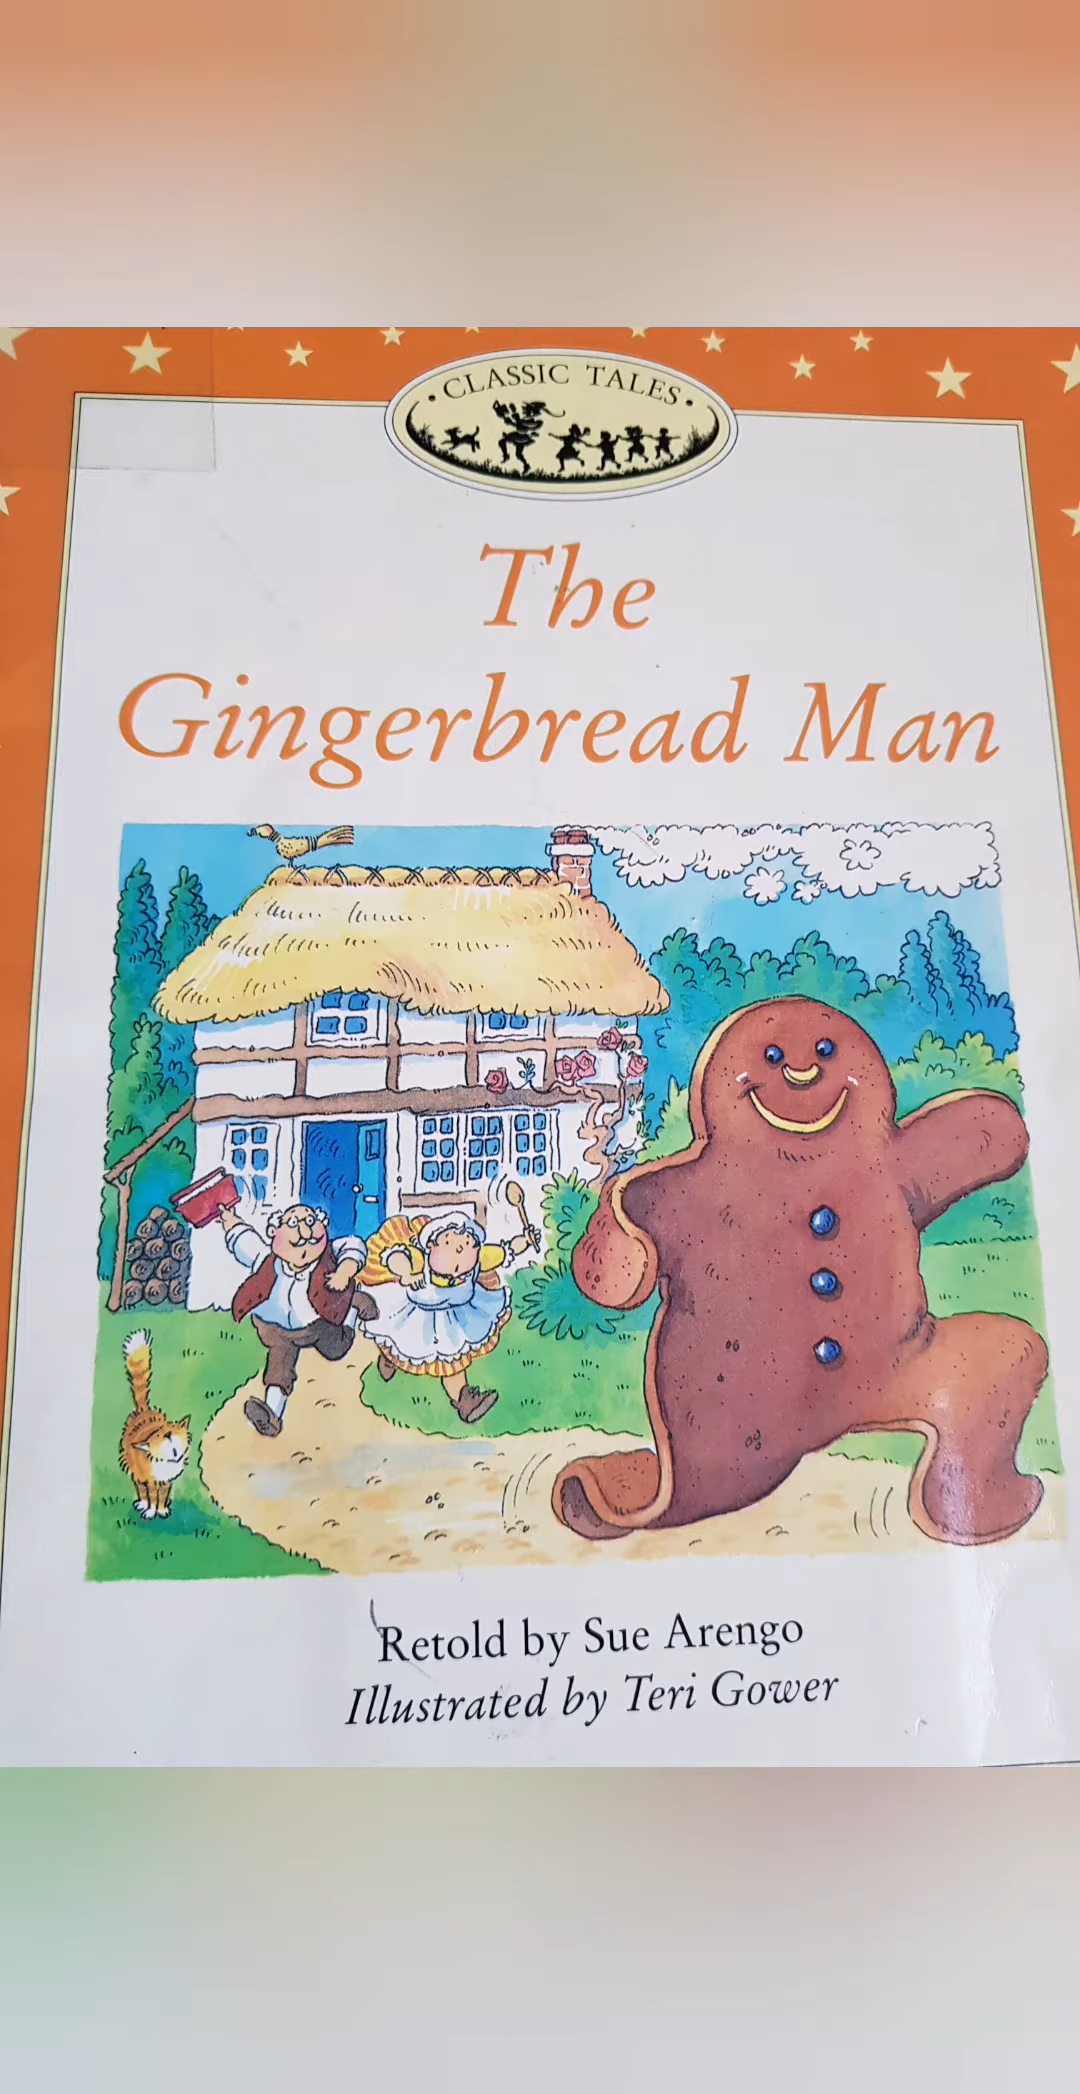 • CLASSIC TALES •
The
Gingerbread Man
Retold by Sue Arengo
Illustrated by Teri Gower